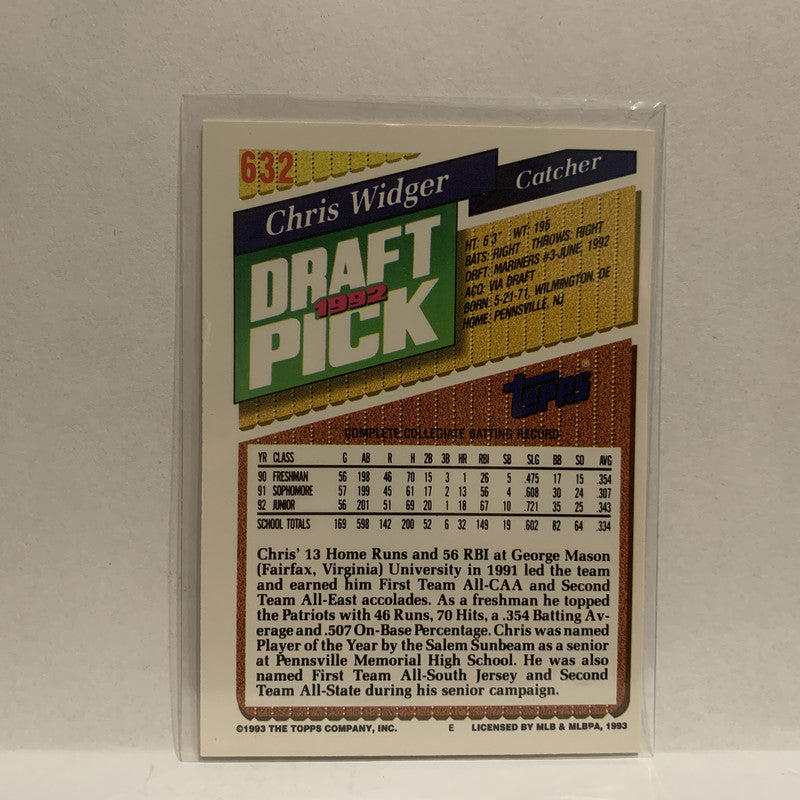 632
Chris Widger
Catcher
DRAFT
1992
PICK
HT: 6'3" WT: 195
BATS: RIGHT THROWS: RIGHT
DRFT: MARINERS #3-JUNE, 1992
ACQ: VIA DRAFT
BORN: 5-21-71, WILMINGTON, DE
HOME: PENNSVILLE, NJ
topps®
COMPLETE COLLEGIATE BATTING RECORD
YR CLASS G AB R H 2B 3B HR RBI SB SLG BB SO AVG
90 FRESHMAN 56 198 46 70 15 3 1 26 5 .475 17 15 .354
91 SOPHOMORE 57 199 45 61 17 2 13 56 4 .608 30 24 .307
92 JUNIOR 56 201 51 69 20 1 18 67 10 .721 35 25 .343
SCHOOL TOTALS 169 598 142 200 52 6 32 149 19 .602 82 64 .334
Chris' 13 Home Runs and 56 RBI at George Mason
(Fairfax, Virginia) University in 1991 led the team
and earned him First Team All-CAA and Second
Team All-East accolades. As a freshman he topped
the Patriots with 46 Runs, 70 Hits, a .354 Batting Av-
erage and .507 On-Base Percentage. Chris was named
Player of the Year by the Salem Sunbeam as a senior
at Pennsville Memorial High School. He was also
named First Team All-South Jersey and Second
Team All-State during his senior campaign.
©1993 THE TOPPS COMPANY, INC. E LICENSED BY MLB & MLBPA, 1993